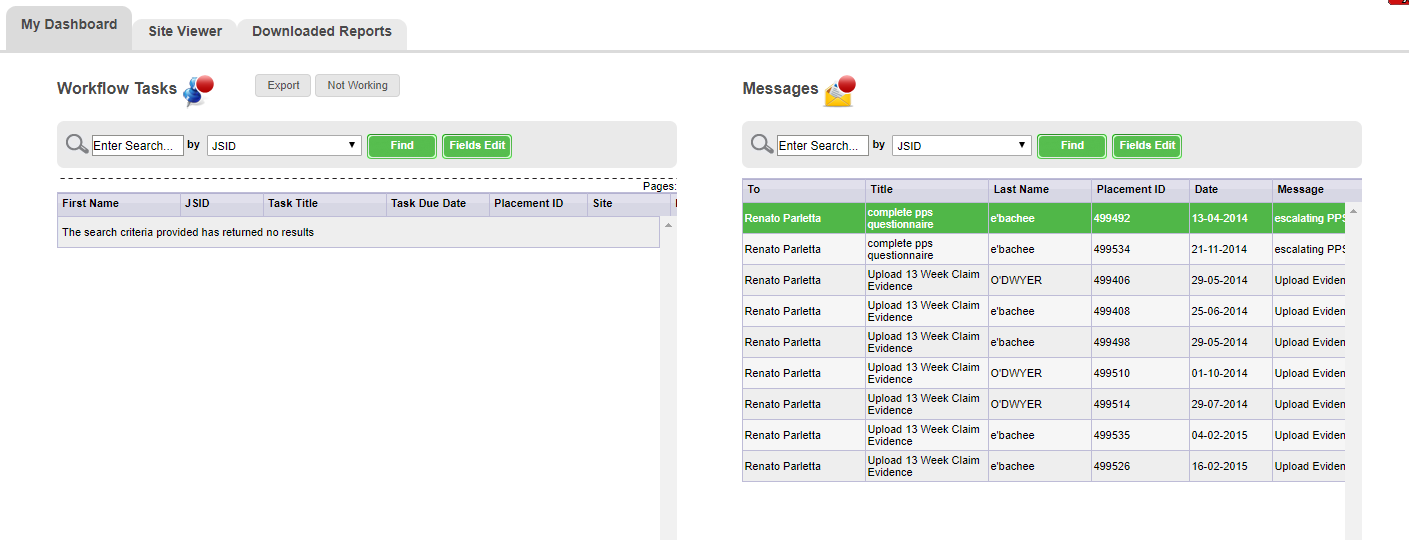 My Dashboard
Site Viewer
Downloaded Reports
Workflow Tasks
Export
Not Working
Enter Search...
by
JSID
Find
Fields Edit
Pages:
First Name JSID Task Title Task Due Date Placement ID Site
The search criteria provided has returned no results
Messages
Enter Search...
by
JSID
Find
Fields Edit
To Title Last Name Placement ID Date Message
Renato Parletta complete pps questionnaire e'bachee 499492 13-04-2014 escalating PPS
Renato Parletta complete pps questionnaire e'bachee 499534 21-11-2014 escalating PPS
Renato Parletta Upload 13 Week Claim Evidence O'DWYER 499406 29-05-2014 Upload Eviden
Renato Parletta Upload 13 Week Claim Evidence e'bachee 499408 25-06-2014 Upload Eviden
Renato Parletta Upload 13 Week Claim Evidence e'bachee 499498 29-05-2014 Upload Eviden
Renato Parletta Upload 13 Week Claim Evidence O'DWYER 499510 01-10-2014 Upload Eviden
Renato Parletta Upload 13 Week Claim Evidence O'DWYER 499514 29-07-2014 Upload Eviden
Renato Parletta Upload 13 Week Claim Evidence e'bachee 499535 04-02-2015 Upload Eviden
Renato Parletta Upload 13 Week Claim Evidence e'bachee 499526 16-02-2015 Upload Eviden